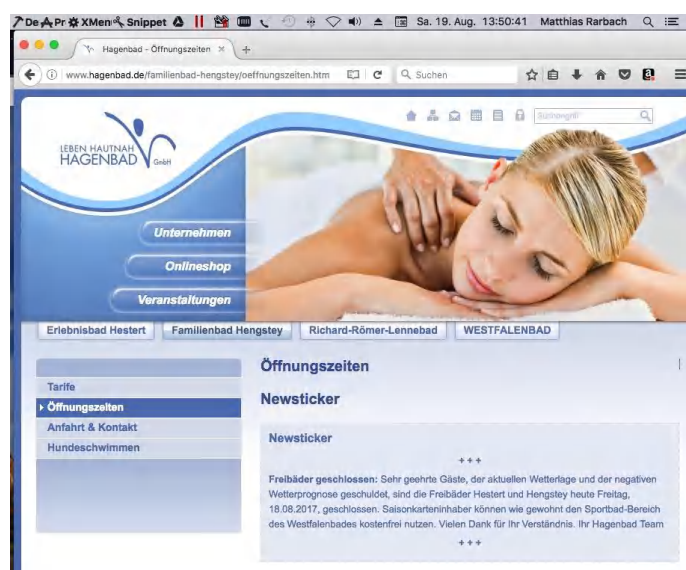 De Pr XMen Snippet Sa. 19. Aug. 13:50:41 Matthias Rarbach
Hagenbad - Öffnungszeiten
www.hagenbad.de/familienbad-hengstey/oeffnungszeiten.htm Suchen
Suchbegriff
LEBEN HAUTNAH
HAGENBAD GmbH
Unternehmen
Onlineshop
Veranstaltungen
Erlebnisbad Hestert Familienbad Hengstey Richard-Römer-Lennebad WESTFALENBAD
Öffnungszeiten
Tarife
Öffnungszeiten
Anfahrt & Kontakt
Hundeschwimmen
Newsticker
Newsticker
+++
Freibäder geschlossen: Sehr geehrte Gäste, der aktuellen Wetterlage und der negativen
Wetterprognose geschuldet, sind die Freibäder Hestert und Hengstey heute Freitag,
18.08.2017, geschlossen. Saisonkarteninhaber können wie gewohnt den Sportbad-Bereich
des Westfalenbades kostenfrei nutzen. Vielen Dank für Ihr Verständnis. Ihr Hagenbad Team
+++